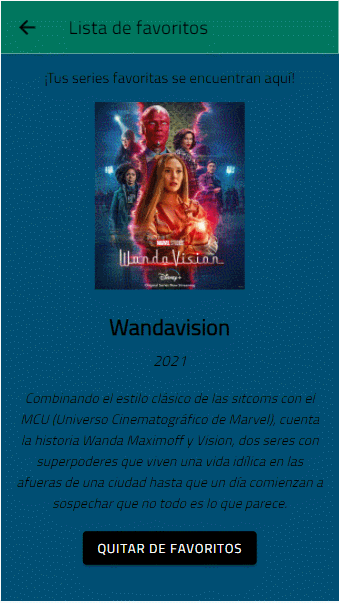 Lista de favoritos
¡Tus series favoritas se encuentran aquí!
MARVEL STUDIOS
WandaVision
Disney+
Original Series Now Streaming
Wandavision
2021
Combinando el estilo clásico de las sitcoms con el
MCU (Universo Cinematográfico de Marvel), cuenta
la historia Wanda Maximoff y Vision, dos seres con
superpoderes que viven una vida idílica en las
afueras de una ciudad hasta que un día comienzan a
sospechar que no todo es lo que parece.
QUITAR DE FAVORITOS